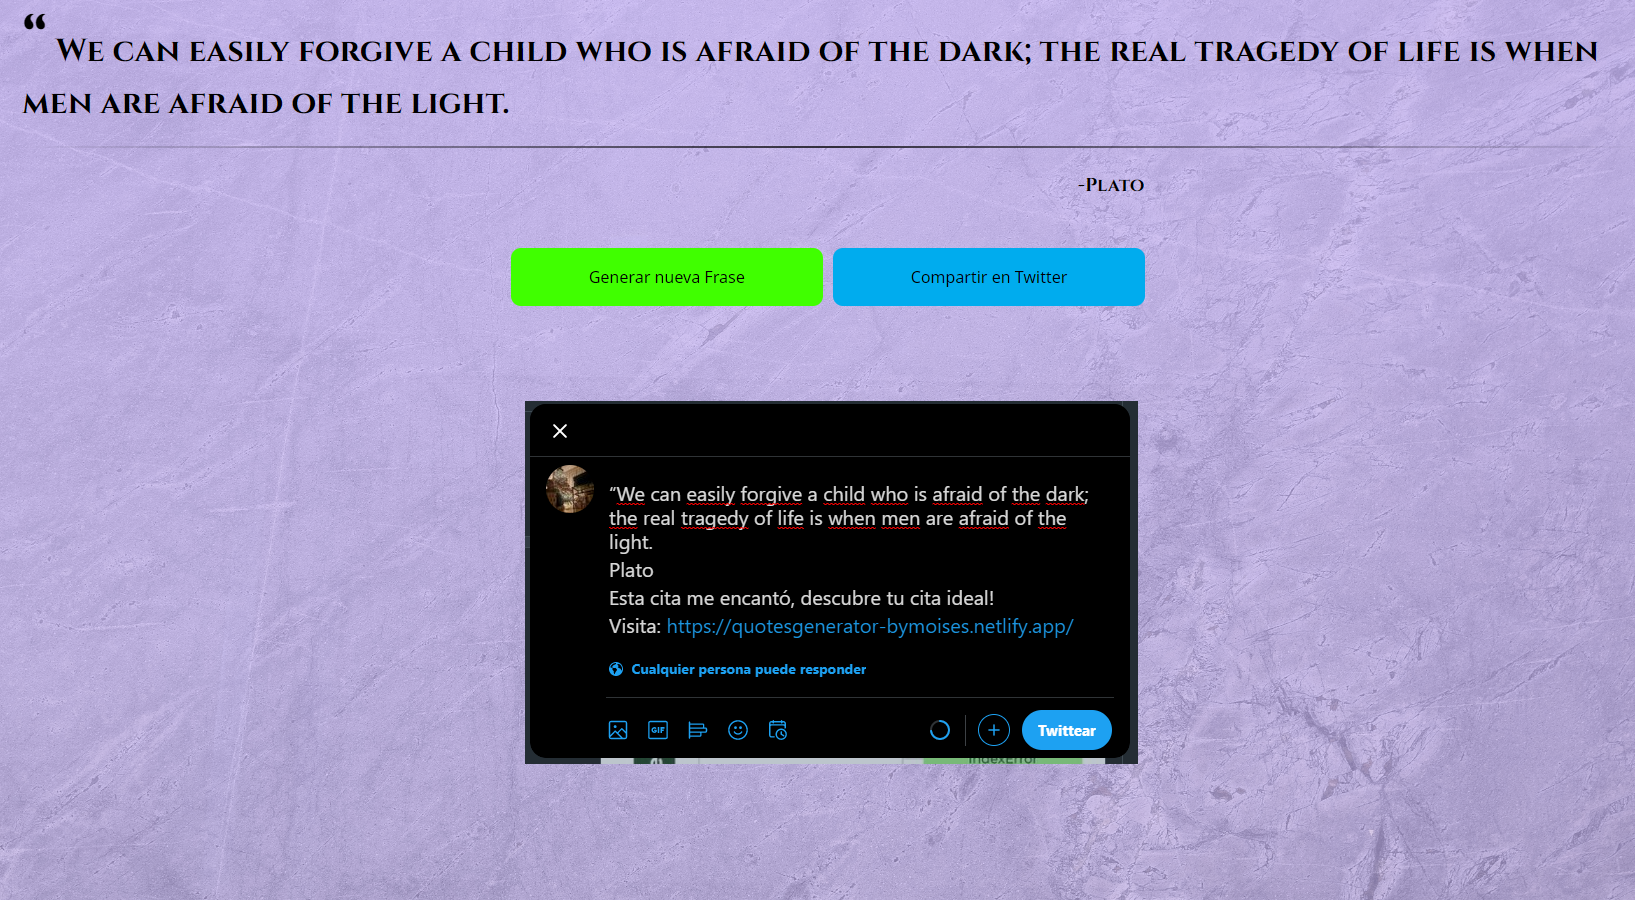 “ We can easily forgive a child who is afraid of the dark; the real tragedy of life is when
men are afraid of the light.
-Plato
Generar nueva Frase
Compartir en Twitter
“We can easily forgive a child who is afraid of the dark;
the real tragedy of life is when men are afraid of the
light.
Plato
Esta cita me encantó, descubre tu cita ideal!
Visita: https://quotesgenerator-bymoises.netlify.app/
Cualquier persona puede responder
GIF
Twittear
IndexError